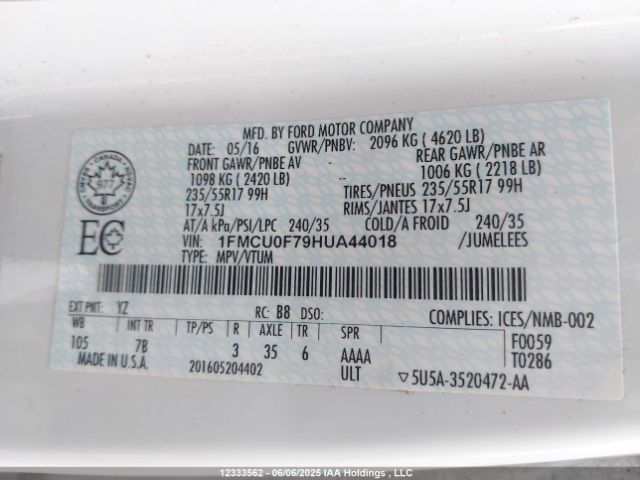 MFD. BY FORD MOTOR COMPANY
DATE: 05/16 GVWR/PNBV: 2096 KG ( 4620 LB)
FRONT GAWR/PNBE AV REAR GAWR/PNBE AR
1098 KG ( 2420 LB) -- 1006 KG ( 2218 LB)
235/55R17 99H TIRES/PNEUS 235/55R17 99H
17x7.5J RIMS/JANTES 17x7.5J
AT/A kPa/PSI/LPC 240/35 COLD/A FROID 240/35
VIN: 1FMCU0F79HUA44018 /JUMELEES
TYPE: MPV/VTUM
CANADA
977
TRANSPORT
EC
EXT PNT: YZ RC: B8 DSO: COMPLIES: ICES/NMB-002
WB INT TR TP/PS R AXLE TR SPR F0059
105 7B 3 35 6 AAAA T0286
MADE IN U.S.A. 201605204402 ULT ▽5U5A-3520472-AA
12333562 - 06/06/2025 IAA Holdings , LLC